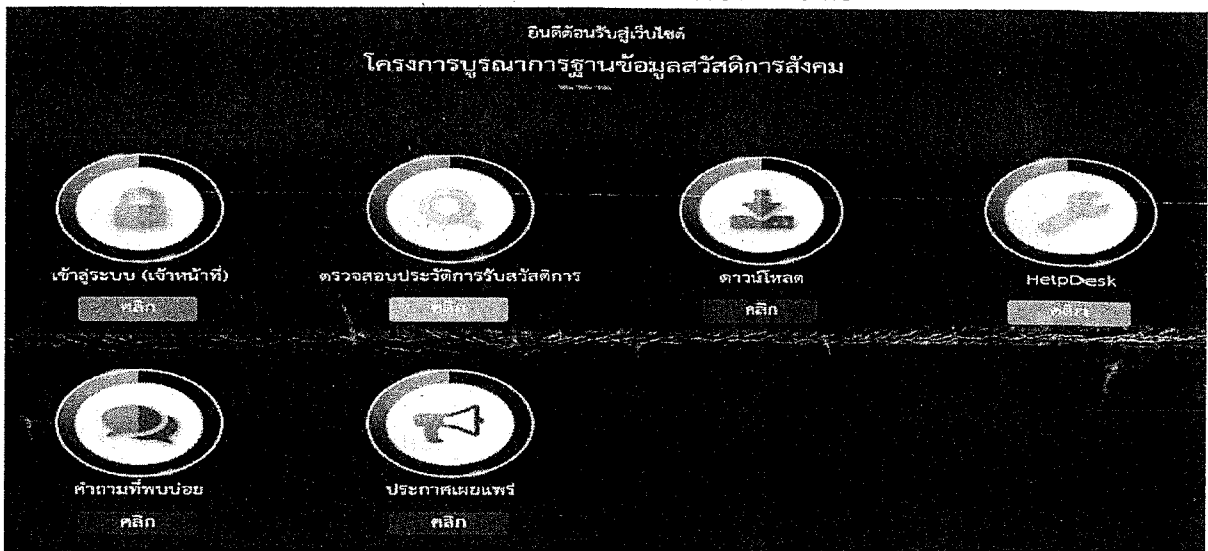 ยินดีต้อนรับสู่เว็บไซต์
โครงการบูรณาการฐานข้อมูลสวัสดิการสังคม
เข้าสู่ระบบ (เจ้าหน้าที่)
ตรวจสอบประวัติการรับสวัสดิการ
ดาวน์โหลด
HelpDesk
คลิก
คลิก
คลิก
คลิก
คำถามที่พบบ่อย
ประกาศเผยแพร่
คลิก
คลิก